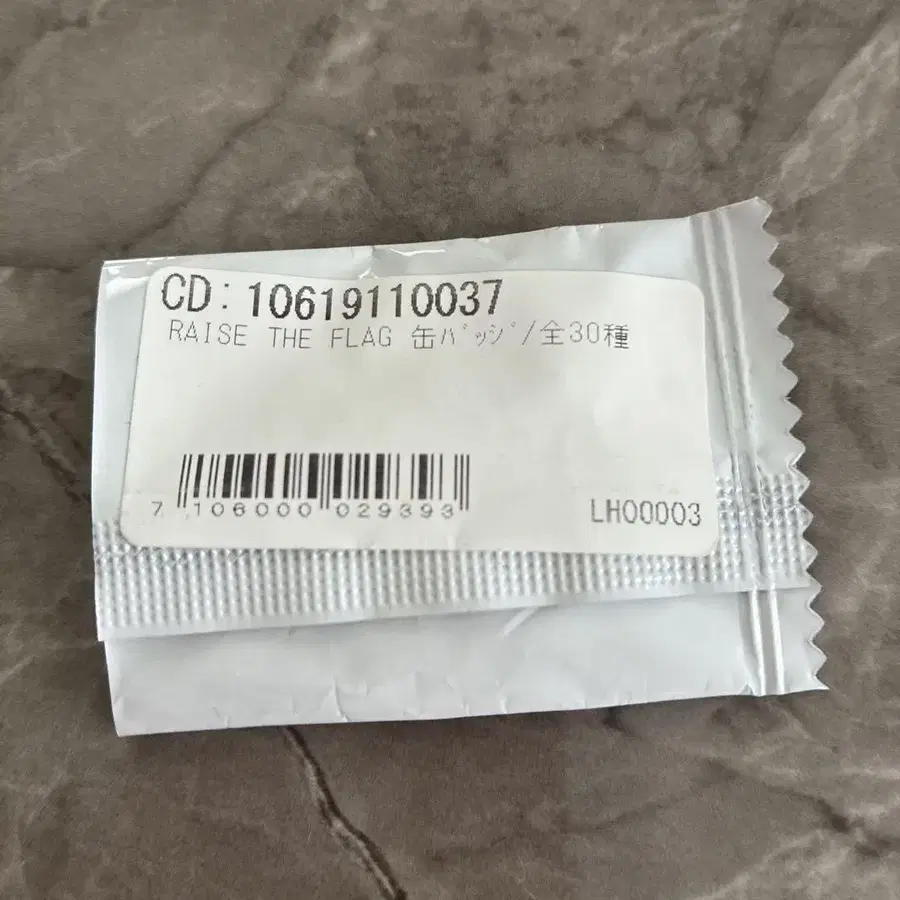 CD: 10619110037
RAISE THE FLAG 缶ﾊﾞｯｼﾞ/全30種
7 106000 029393
LH00003